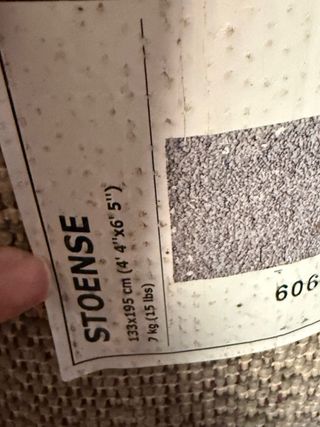 STOENSE
133x195 cm (4' 4"x6' 5")
7 kg (15 lbs)
606